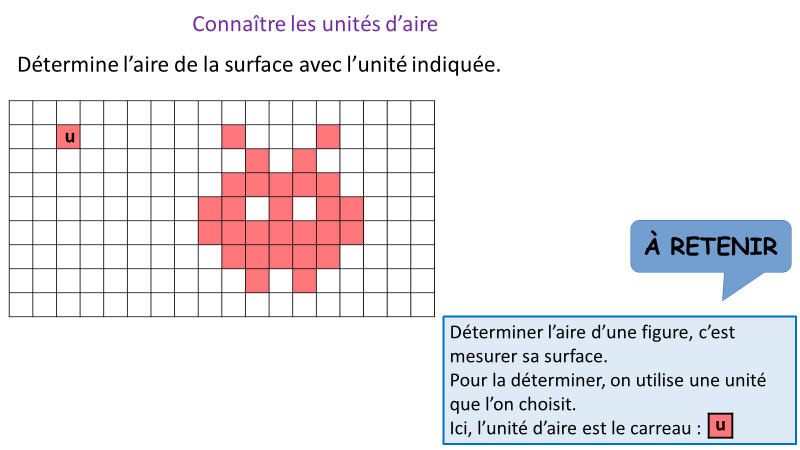 Connaître les unités d’aire
Détermine l’aire de la surface avec l’unité indiquée.
u
À RETENIR
Déterminer l’aire d’une figure, c’est
mesurer sa surface.
Pour la déterminer, on utilise une unité
que l’on choisit.
Ici, l’unité d’aire est le carreau : u